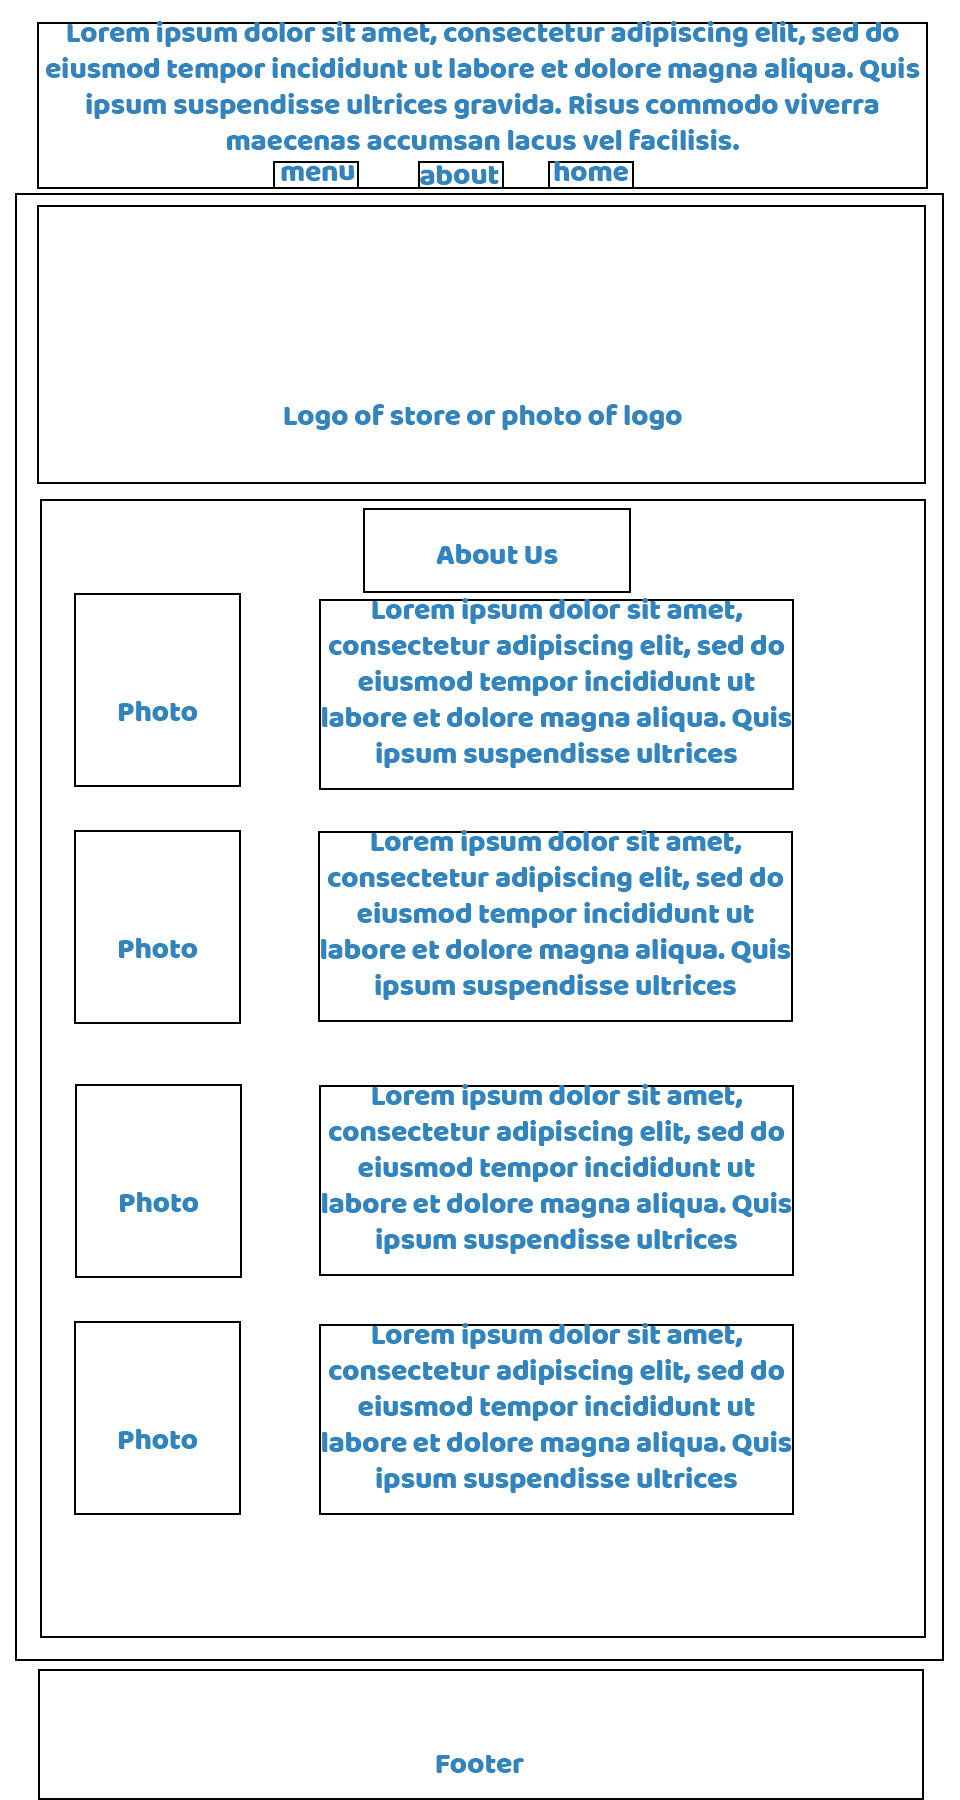 Lorem ipsum dolor sit amet, consectetur adipiscing elit, sed do
eiusmod tempor incididunt ut labore et dolore magna aliqua. Quis
ipsum suspendisse ultrices gravida. Risus commodo viverra
maecenas accumsan lacus vel facilisis.
menu about home
Logo of store or photo of logo
About Us
Photo
Lorem ipsum dolor sit amet,
consectetur adipiscing elit, sed do
eiusmod tempor incididunt ut
labore et dolore magna aliqua. Quis
ipsum suspendisse ultrices
Photo
Lorem ipsum dolor sit amet,
consectetur adipiscing elit, sed do
eiusmod tempor incididunt ut
labore et dolore magna aliqua. Quis
ipsum suspendisse ultrices
Photo
Lorem ipsum dolor sit amet,
consectetur adipiscing elit, sed do
eiusmod tempor incididunt ut
labore et dolore magna aliqua. Quis
ipsum suspendisse ultrices
Photo
Lorem ipsum dolor sit amet,
consectetur adipiscing elit, sed do
eiusmod tempor incididunt ut
labore et dolore magna aliqua. Quis
ipsum suspendisse ultrices
Footer